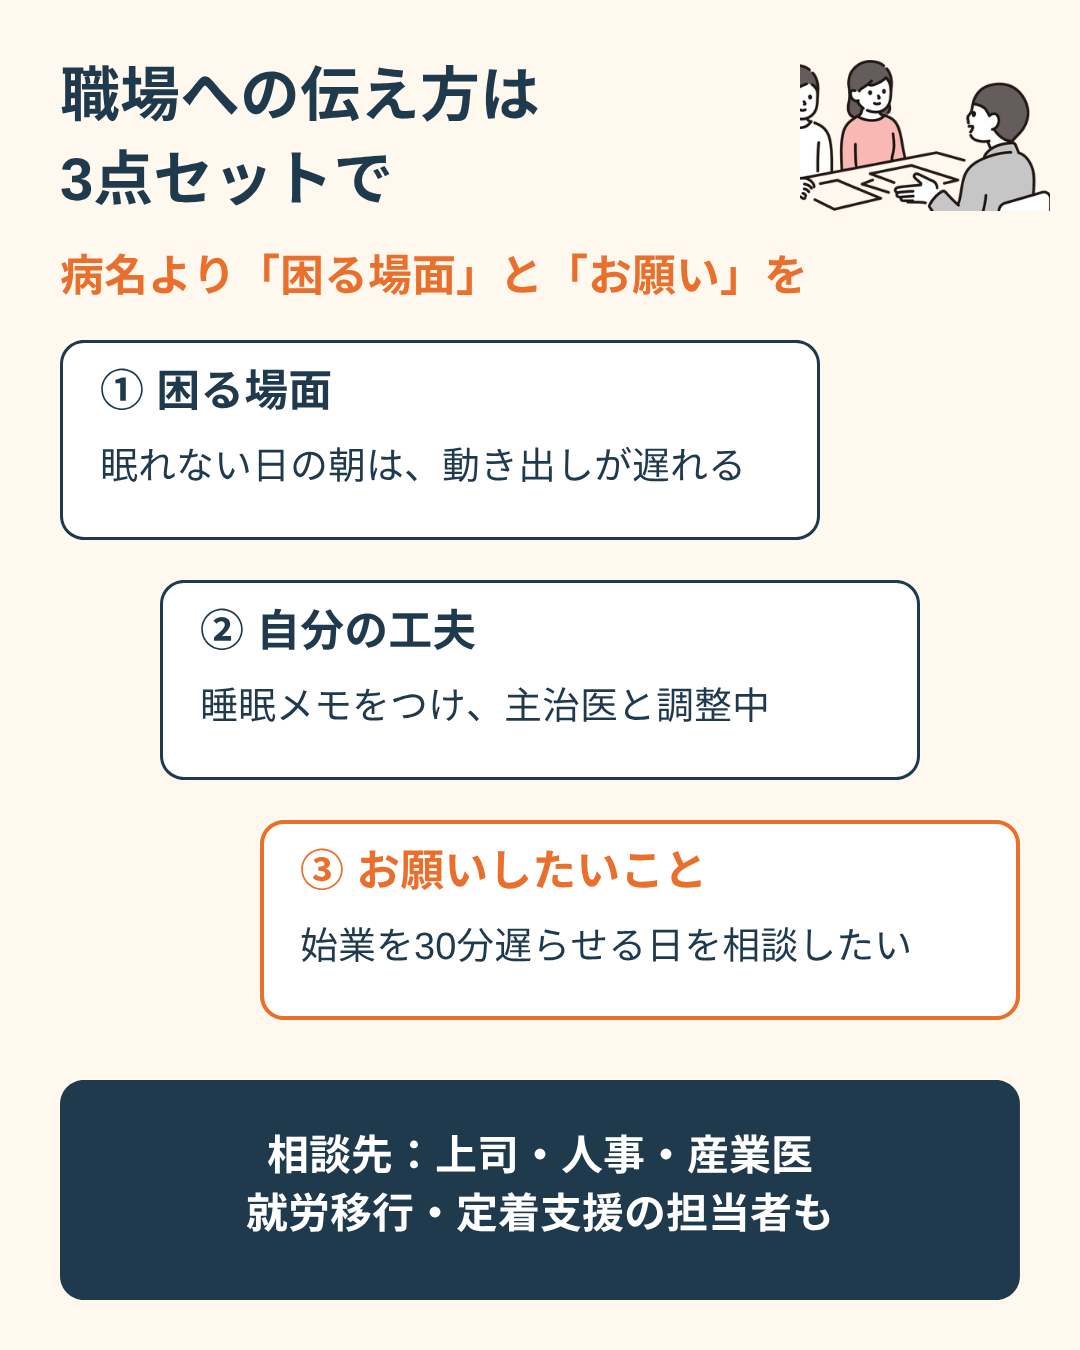 職場への伝え方は
3点セットで
病名より「困る場面」と「お願い」を
① 困る場面
眠れない日の朝は、動き出しが遅れる
② 自分の工夫
睡眠メモをつけ、主治医と調整中
③ お願いしたいこと
始業を30分遅らせる日を相談したい
相談先：上司・人事・産業医
就労移行・定着支援の担当者も